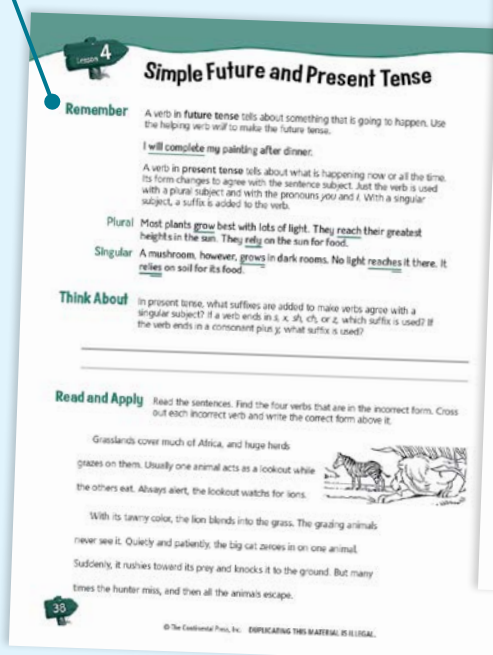 Lesson 4
Simple Future and Present Tense
Remember
A verb in future tense tells about something that is going to happen. Use
the helping verb will to make the future tense.
I will complete my painting after dinner.
A verb in present tense tells about what is happening now or all the time.
Its form changes to agree with the sentence subject. Just the verb is used
with a plural subject and with the pronouns you and I. With a singular
subject, a suffix is added to the verb.
Plural Most plants grow best with lots of light. They reach their greatest
heights in the sun. They rely on the sun for food.
Singular A mushroom, however, grows in dark rooms. No light reaches it there. It
relies on soil for its food.
Think About In present tense, what suffixes are added to make verbs agree with a
singular subject? If a verb ends in s, x, sh, ch, or z, which suffix is used? If
the verb ends in a consonant plus y, what suffix is used?
Read and Apply Read the sentences. Find the four verbs that are in the incorrect form. Cross
out each incorrect verb and write the correct form above it.
Grasslands cover much of Africa, and huge herds
grazes on them. Usually one animal acts as a lookout while
the others eat. Always alert, the lookout watchs for lions.
With its tawny color, the lion blends into the grass. The grazing animals
never see it. Quietly and patiently, the big cat zeroes in on one animal.
Suddenly, it rushies toward its prey and knocks it to the ground. But many
times the hunter miss, and then all the animals escape.
38
© The Continental Press, Inc. DUPLICATING THIS MATERIAL IS ILLEGAL.